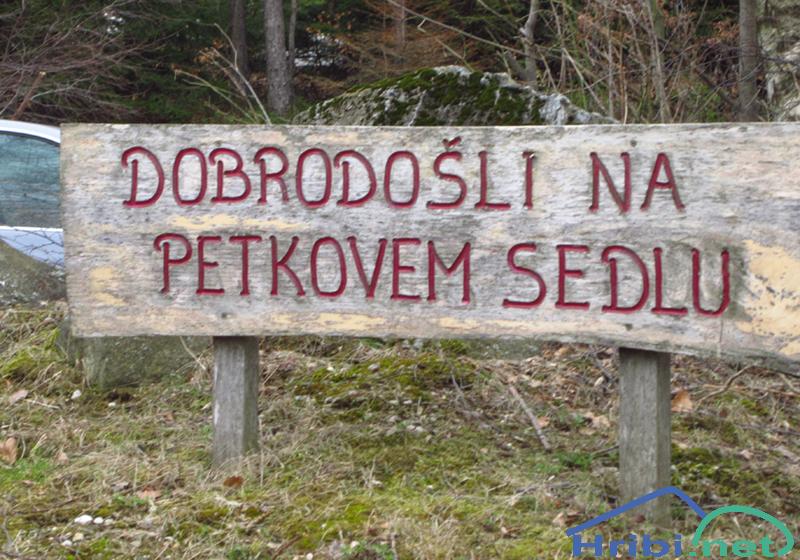 DOBRODOŠLI NA
PETKOVEM SEDLU
Hribi.net